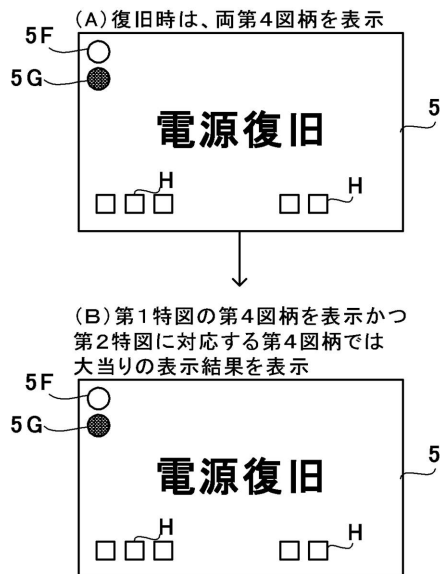 (A)復旧時は、両第4図柄を表示
5F
5G
5
電源復旧
H
H
(B)第1特図の第4図柄を表示かつ
第2特図に対応する第4図柄では
大当りの表示結果を表示
5F
5G
5
電源復旧
H
H